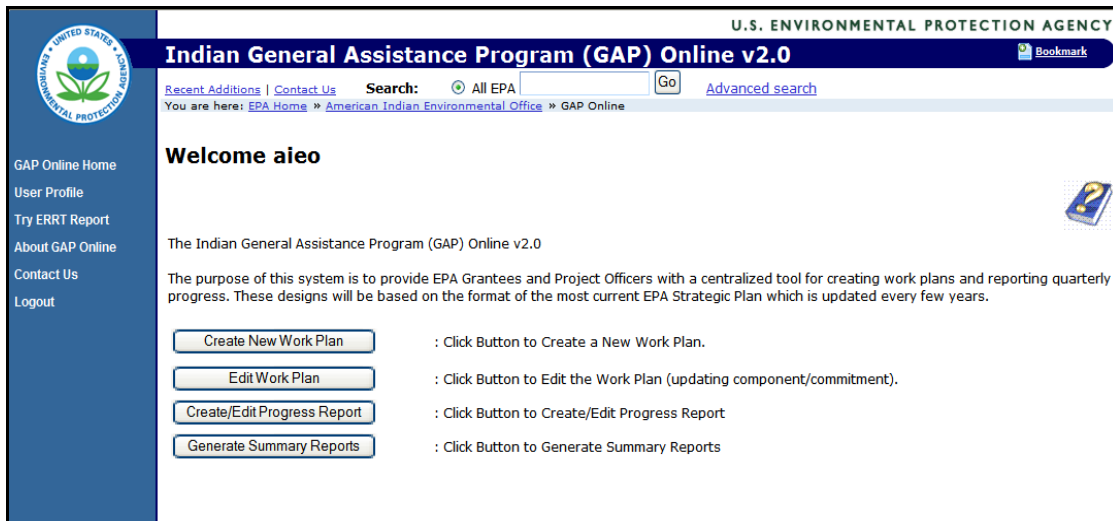 U.S. ENVIRONMENTAL PROTECTION AGENCY
UNITED STATES
ENVIRONMENTAL PROTECTION AGENCY
Indian General Assistance Program (GAP) Online v2.0
Bookmark
Recent Additions | Contact Us Search: All EPA Go Advanced search
You are here: EPA Home » American Indian Environmental Office » GAP Online
GAP Online Home
User Profile
Try ERRT Report
About GAP Online
Contact Us
Logout
Welcome aieo
The Indian General Assistance Program (GAP) Online v2.0
The purpose of this system is to provide EPA Grantees and Project Officers with a centralized tool for creating work plans and reporting quarterly
progress. These designs will be based on the format of the most current EPA Strategic Plan which is updated every few years.
Create New Work Plan : Click Button to Create a New Work Plan.
Edit Work Plan : Click Button to Edit the Work Plan (updating component/commitment).
Create/Edit Progress Report : Click Button to Create/Edit Progress Report
Generate Summary Reports : Click Button to Generate Summary Reports